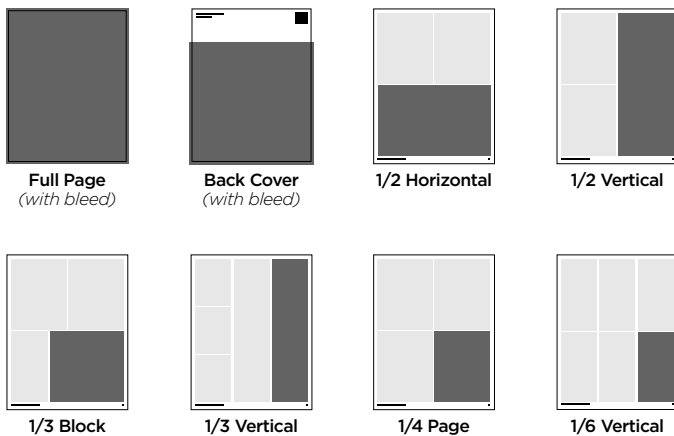 Full Page
(with bleed)
Back Cover
(with bleed)
1/2 Horizontal
1/2 Vertical
1/3 Block
1/3 Vertical
1/4 Page
1/6 Vertical